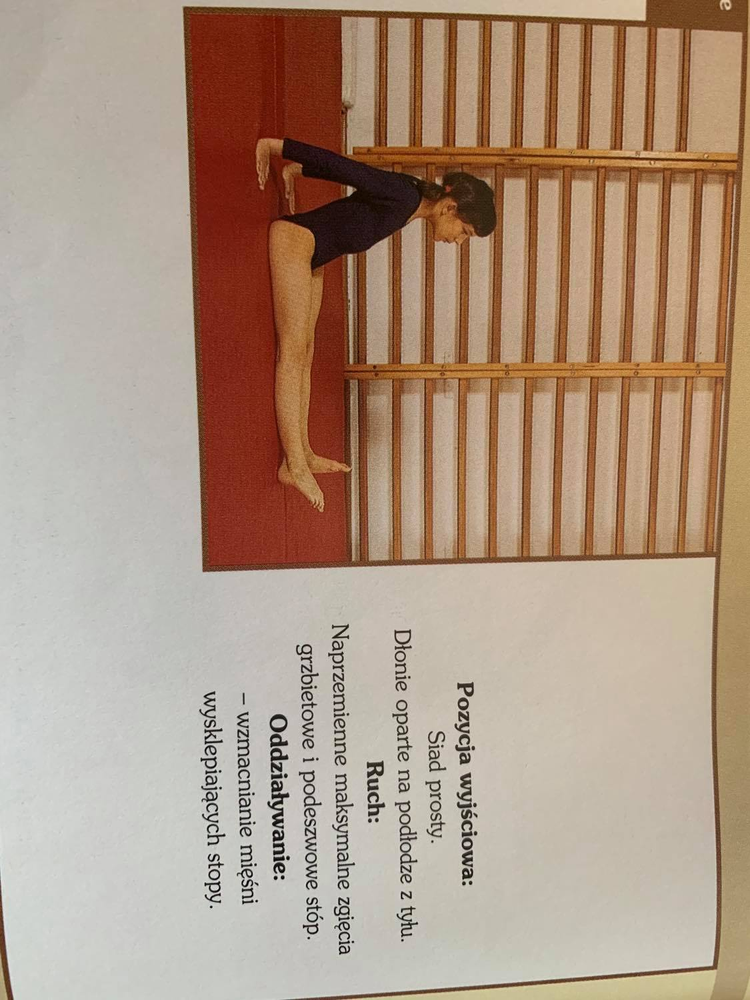 e
Pozycja wyjściowa:
Siad prosty.
Dłonie oparte na podłodze z tyłu.
Ruch:
Naprzemienne maksymalne zgięcia
grzbietowe i podeszwowe stóp.
Oddziaływanie:
– wzmacnianie mięśni
wysklepiających stopy.